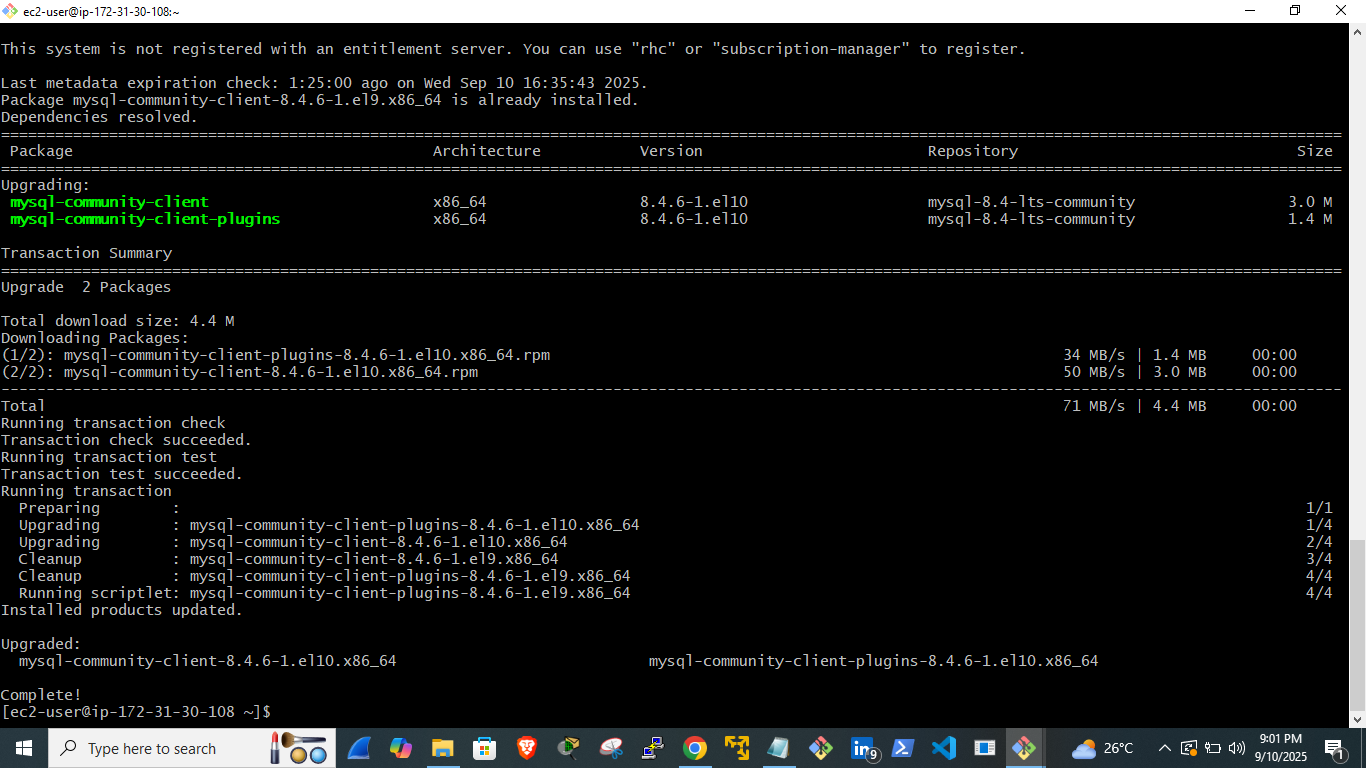 ec2-user@ip-172-31-30-108:~
This system is not registered with an entitlement server. You can use "rhc" or "subscription-manager" to register.
Last metadata expiration check: 1:25:00 ago on Wed Sep 10 16:35:43 2025.
Package mysql-community-client-8.4.6-1.el9.x86_64 is already installed.
Dependencies resolved.
Package Architecture Version Repository Size
Upgrading:
mysql-community-client x86_64 8.4.6-1.el10 mysql-8.4-lts-community 3.0 M
mysql-community-client-plugins x86_64 8.4.6-1.el10 mysql-8.4-lts-community 1.4 M
Transaction Summary
Upgrade 2 Packages
Total download size: 4.4 M
Downloading Packages:
(1/2): mysql-community-client-plugins-8.4.6-1.el10.x86_64.rpm 34 MB/s | 1.4 MB 00:00
(2/2): mysql-community-client-8.4.6-1.el10.x86_64.rpm 50 MB/s | 3.0 MB 00:00
Total 71 MB/s | 4.4 MB 00:00
Running transaction check
Transaction check succeeded.
Running transaction test
Transaction test succeeded.
Running transaction
Preparing : 1/1
Upgrading : mysql-community-client-plugins-8.4.6-1.el10.x86_64 1/4
Upgrading : mysql-community-client-8.4.6-1.el10.x86_64 2/4
Cleanup : mysql-community-client-8.4.6-1.el9.x86_64 3/4
Cleanup : mysql-community-client-plugins-8.4.6-1.el9.x86_64 4/4
Running scriptlet: mysql-community-client-plugins-8.4.6-1.el9.x86_64 4/4
Installed products updated.
Upgraded:
mysql-community-client-8.4.6-1.el10.x86_64 mysql-community-client-plugins-8.4.6-1.el10.x86_64
Complete!
[ec2-user@ip-172-31-30-108 ~]$
Type here to search
in 9
26°C
9:01 PM
9/10/2025
1